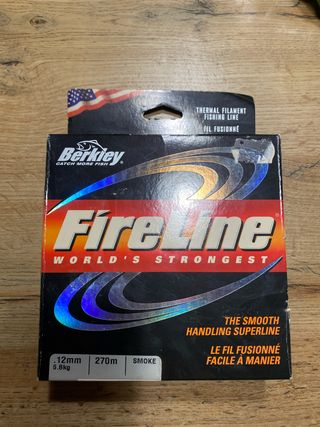 THERMAL FILAMENT
FISHING LINE
FIL FUSIONNÉ
Berkley
CATCH MORE FISH
FireLine
WORLD'S STRONGEST
THE SMOOTH
HANDLING SUPERLINE
LE FIL FUSIONNÉ
FACILE À MANIER
.12mm 270m SMOKE
6.8kg